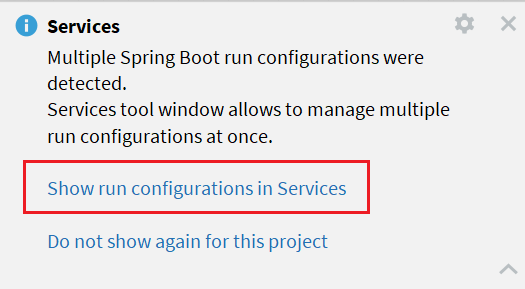 Services
Multiple Spring Boot run configurations were
detected.
Services tool window allows to manage multiple
run configurations at once.
Show run configurations in Services
Do not show again for this project